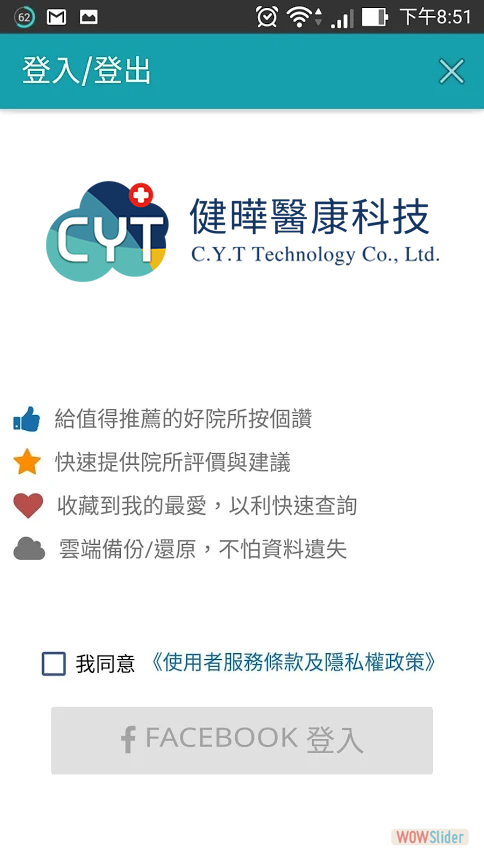 62 下午8:51
登入/登出
CYT 健曄醫康科技
C.Y.T Technology Co., Ltd.
給值得推薦的好院所按個讚
快速提供院所評價與建議
收藏到我的最愛，以利快速查詢
雲端備份/還原，不怕資料遺失
我同意 《使用者服務條款及隱私權政策》
f FACEBOOK 登入
WOWSlider